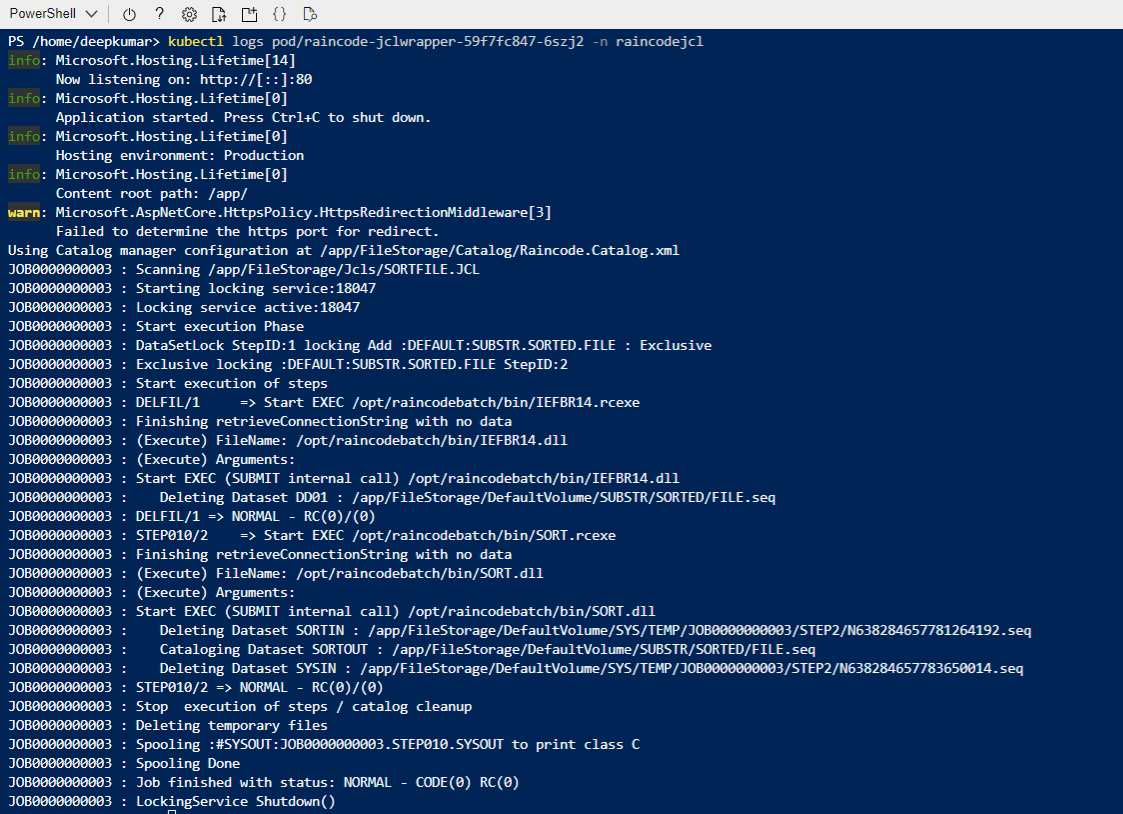 PowerShell
PS /home/deepkumar> kubectl logs pod/raincode-jclwrapper-59f7fc847-6szj2 -n raincodejcl
info: Microsoft.Hosting.Lifetime[14]
      Now listening on: http://[::]:80
info: Microsoft.Hosting.Lifetime[0]
      Application started. Press Ctrl+C to shut down.
info: Microsoft.Hosting.Lifetime[0]
      Hosting environment: Production
info: Microsoft.Hosting.Lifetime[0]
      Content root path: /app/
warn: Microsoft.AspNetCore.HttpsPolicy.HttpsRedirectionMiddleware[3]
      Failed to determine the https port for redirect.
Using Catalog manager configuration at /app/FileStorage/Catalog/Raincode.Catalog.xml
JOB0000000003 : Scanning /app/FileStorage/Jcls/SORTFILE.JCL
JOB0000000003 : Starting locking service:18047
JOB0000000003 : Locking service active:18047
JOB0000000003 : Start execution Phase
JOB0000000003 : DataSetLock StepID:1 locking Add :DEFAULT:SUBSTR.SORTED.FILE : Exclusive
JOB0000000003 : Exclusive locking :DEFAULT:SUBSTR.SORTED.FILE StepID:2
JOB0000000003 : Start execution of steps
JOB0000000003 : DELFIL/1     => Start EXEC /opt/raincodebatch/bin/IEFBR14.rcexe
JOB0000000003 : Finishing retrieveConnectionString with no data
JOB0000000003 : (Execute) FileName: /opt/raincodebatch/bin/IEFBR14.dll
JOB0000000003 : (Execute) Arguments:
JOB0000000003 : Start EXEC (SUBMIT internal call) /opt/raincodebatch/bin/IEFBR14.dll
JOB0000000003 :    Deleting Dataset DD01 : /app/FileStorage/DefaultVolume/SUBSTR/SORTED/FILE.seq
JOB0000000003 : DELFIL/1 => NORMAL - RC(0)/(0)
JOB0000000003 : STEP010/2    => Start EXEC /opt/raincodebatch/bin/SORT.rcexe
JOB0000000003 : Finishing retrieveConnectionString with no data
JOB0000000003 : (Execute) FileName: /opt/raincodebatch/bin/SORT.dll
JOB0000000003 : (Execute) Arguments:
JOB0000000003 : Start EXEC (SUBMIT internal call) /opt/raincodebatch/bin/SORT.dll
JOB0000000003 :    Deleting Dataset SORTIN : /app/FileStorage/DefaultVolume/SYS/TEMP/JOB0000000003/STEP2/N638284657781264192.seq
JOB0000000003 :    Cataloging Dataset SORTOUT : /app/FileStorage/DefaultVolume/SUBSTR/SORTED/FILE.seq
JOB0000000003 :    Deleting Dataset SYSIN : /app/FileStorage/DefaultVolume/SYS/TEMP/JOB0000000003/STEP2/N638284657783650014.seq
JOB0000000003 : STEP010/2 => NORMAL - RC(0)/(0)
JOB0000000003 : Stop  execution of steps / catalog cleanup
JOB0000000003 : Deleting temporary files
JOB0000000003 : Spooling :#SYSOUT:JOB0000000003.STEP010.SYSOUT to print class C
JOB0000000003 : Spooling Done
JOB0000000003 : Job finished with status: NORMAL - CODE(0) RC(0)
JOB0000000003 : LockingService Shutdown()